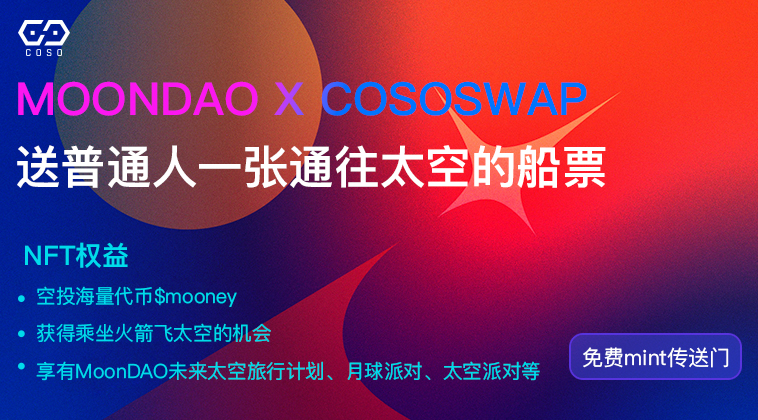 COSO
MOONDAO X COSOSWAP
送普通人一张通往太空的船票
NFT权益
• 空投海量代币$mooney
• 获得乘坐火箭飞太空的机会
• 享有MoonDAO未来太空旅行计划、月球派对、太空派对等
免费mint传送门